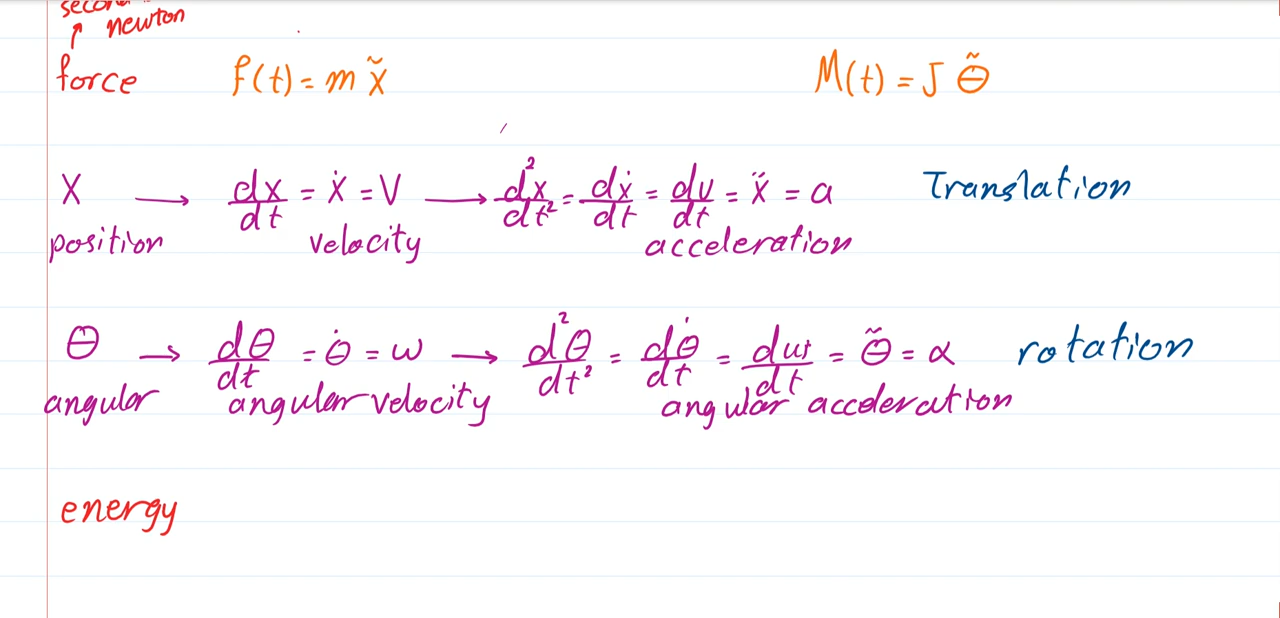 ↑ newton
force f(t) = m ẍ M(t) = J θ̈
X → dx/dt = ẋ = V → d²x/dt² = dẋ/dt = dv/dt = ẍ = a Translation
position velocity acceleration
θ → dθ/dt = θ̇ = ω → d²θ/dt² = dθ̇/dt = dω/dt = θ̈ = α rotation
angular angular velocity angular acceleration
energy